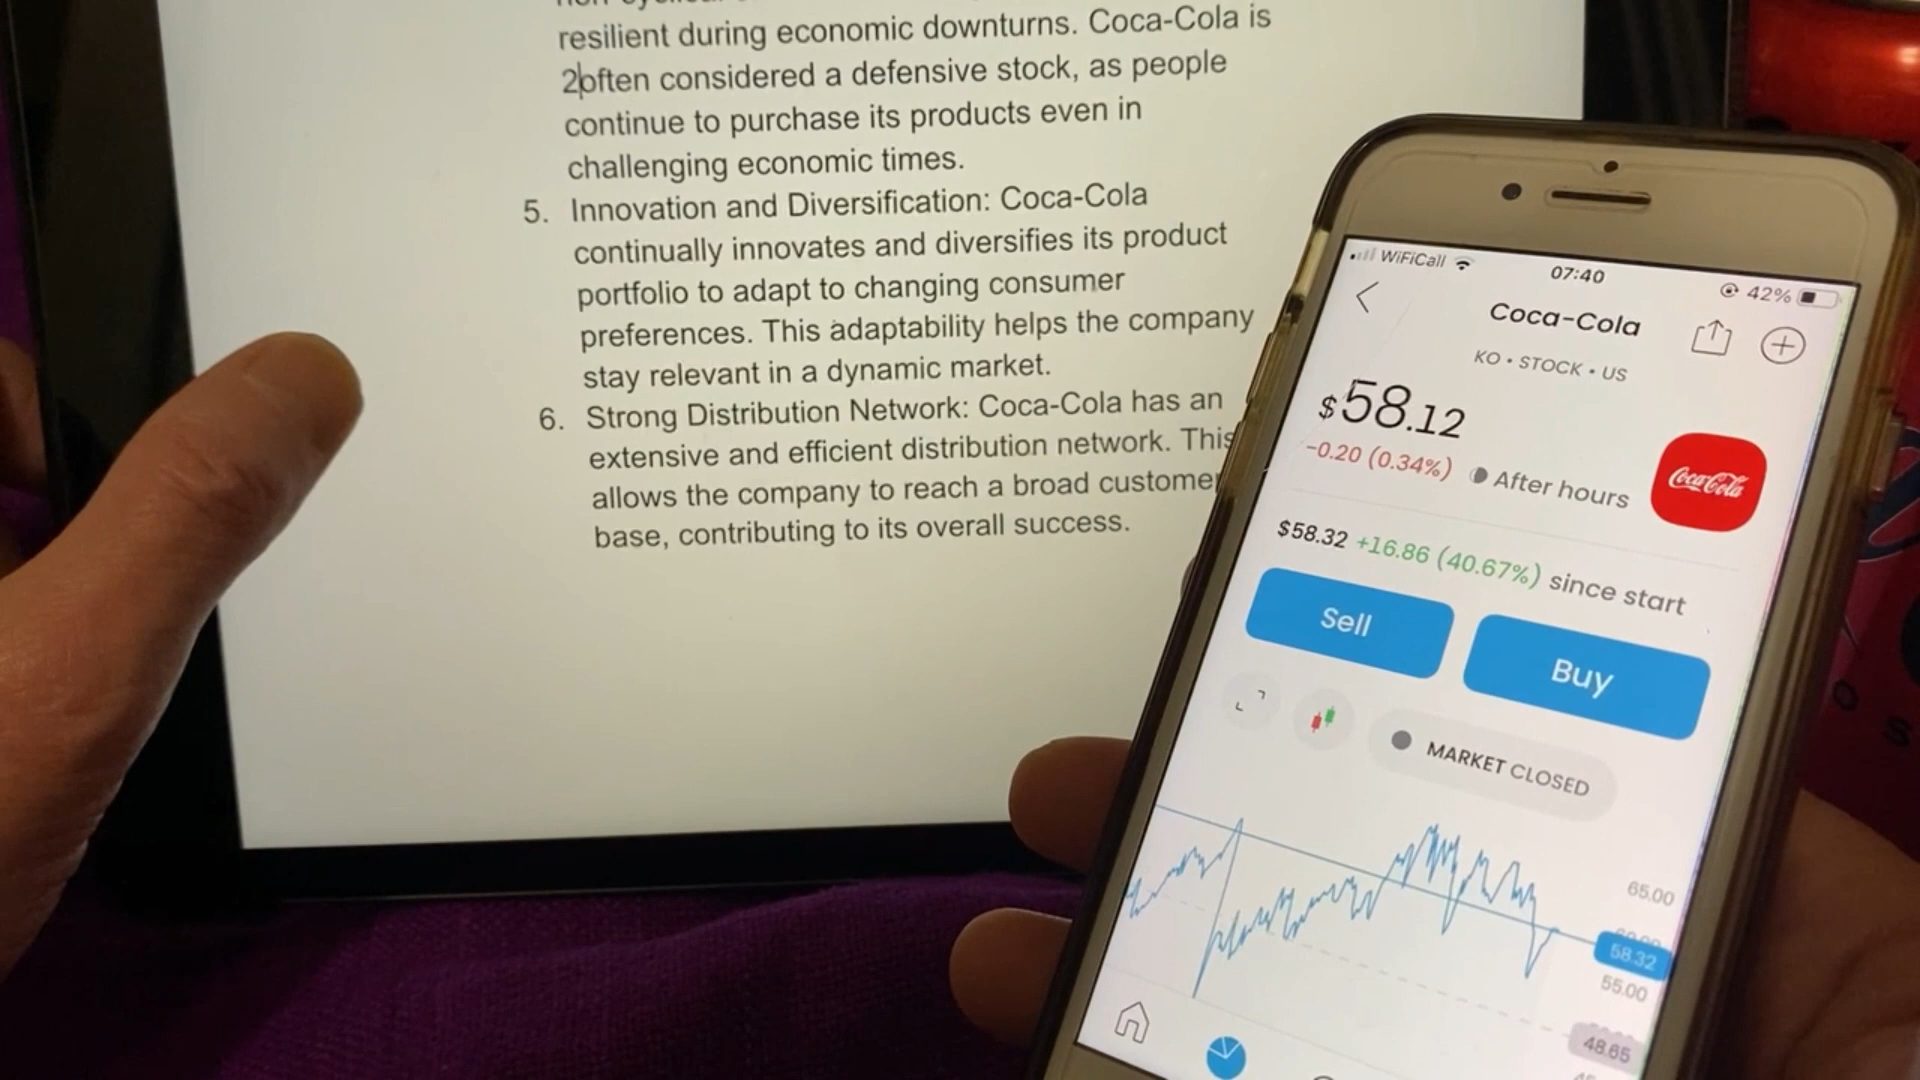 resilient during economic downturns. Coca-Cola is
2often considered a defensive stock, as people
continue to purchase its products even in
challenging economic times.
5. Innovation and Diversification: Coca-Cola
continually innovates and diversifies its product
portfolio to adapt to changing consumer
preferences. This adaptability helps the company
stay relevant in a dynamic market.
6. Strong Distribution Network: Coca-Cola has an
extensive and efficient distribution network. This
allows the company to reach a broad custome
base, contributing to its overall success.
WiFiCall 07:40 42%
Coca-Cola
KO • STOCK • US
$58.12
-0.20 (0.34%) After hours
Coca-Cola
$58.32 +16.86 (40.67%) since start
Sell Buy
MARKET CLOSED
65.00
58.32
55.00
48.65